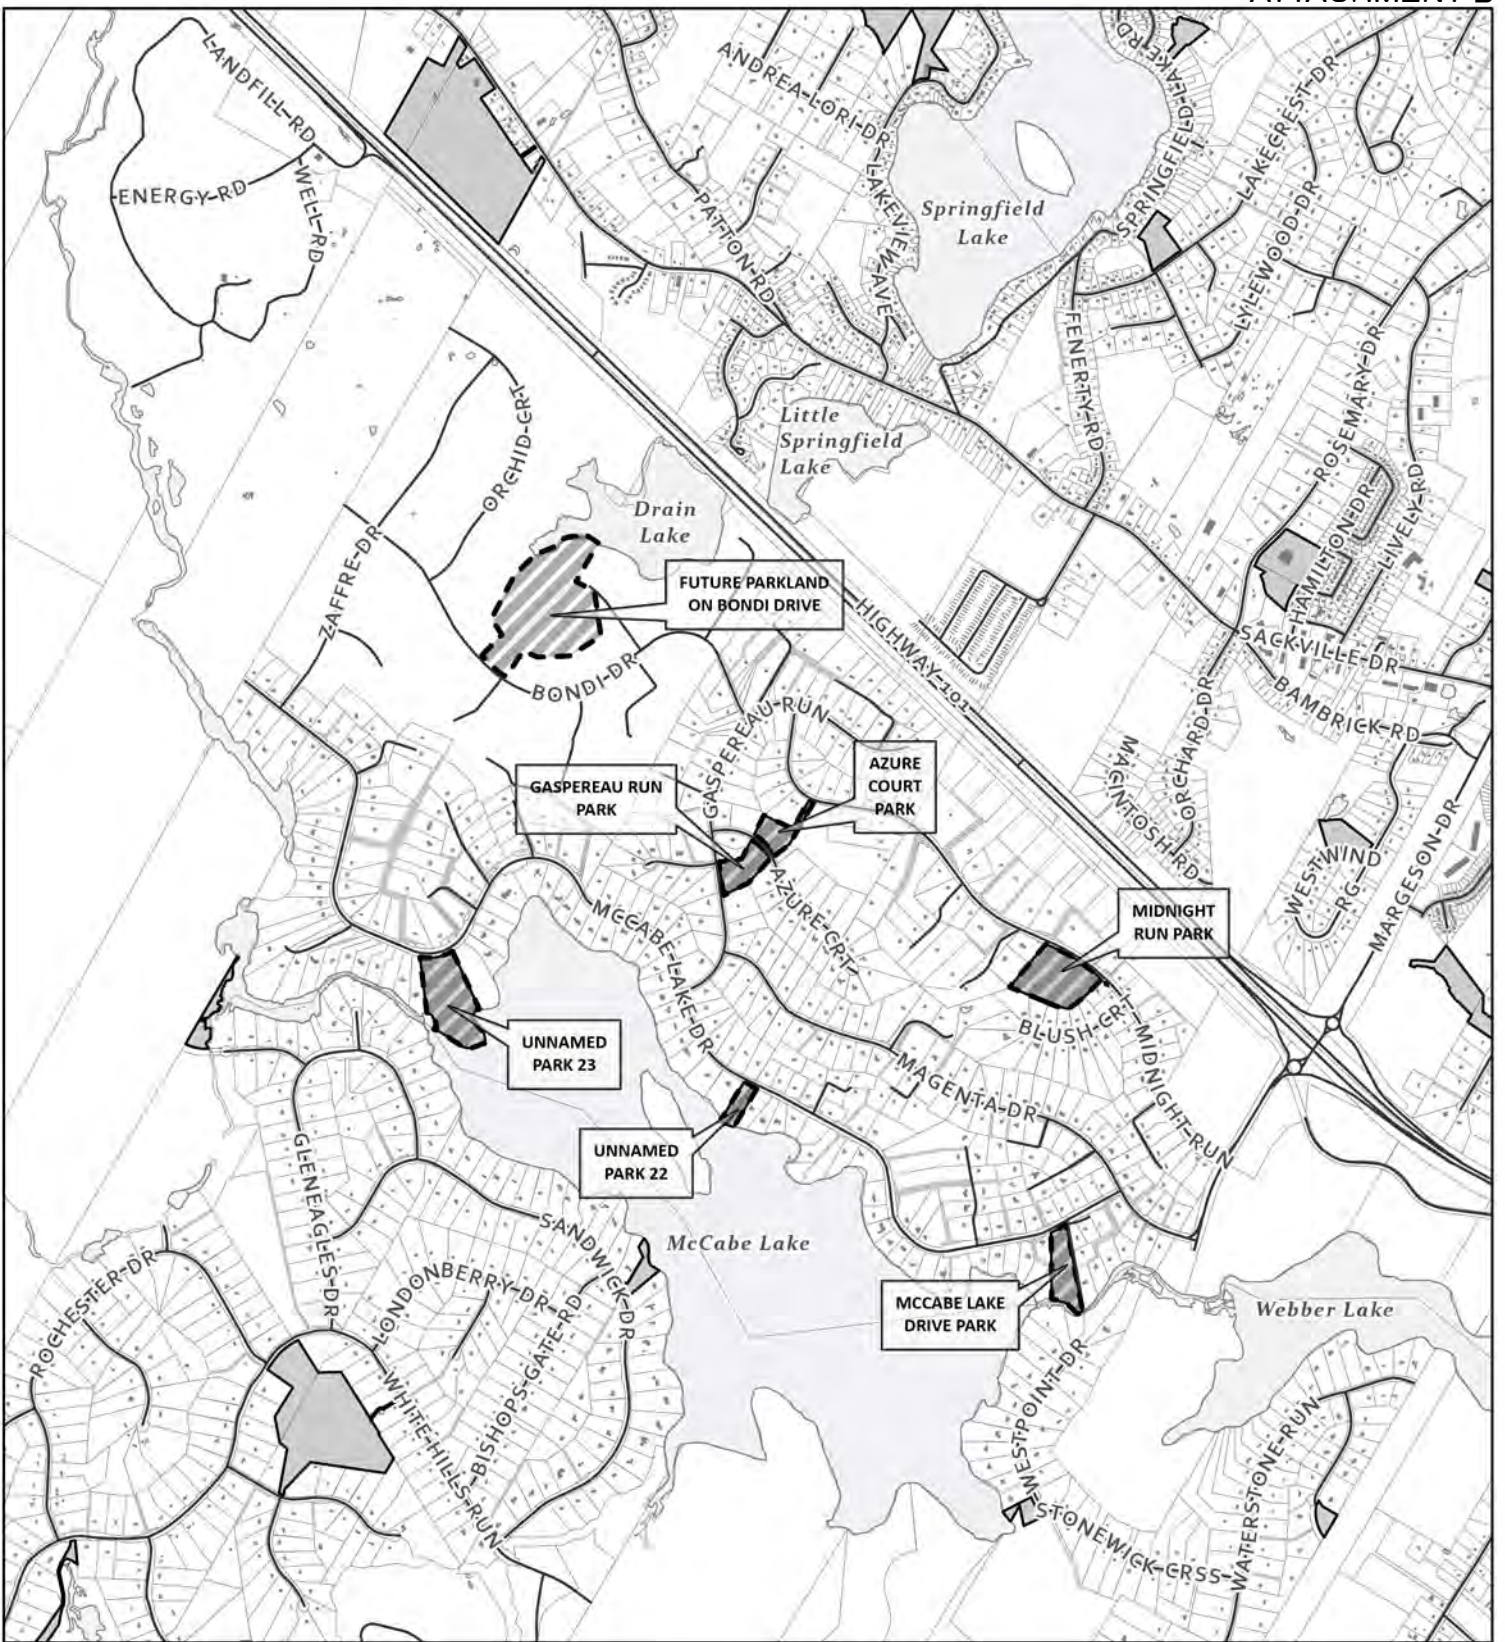 ATTACHMENT B
LANDFILL RD
ANDREA LORI DR
SPRINGFIELD LAKE RD
LAKECREST DR
ENERGY RD
WELL RD
PATTON RD
LAKEVIEW AVE
Springfield
Lake
LYLEWOOD DR
FENERTY RD
ROSEMARY DR
ORCHID CRT
Little
Springfield
Lake
Drain
Lake
HAMILTON DR
LIVELY RD
ZAFFRE DR
FUTURE PARKLAND
ON BONDI DRIVE
HIGHWAY 101
SACKVILLE DR
BONDI DR
BAMBRICK RD
GASPEREAU RUN
ORCHARD DR
MACINTOSH RD
GASPEREAU RUN
PARK
AZURE
COURT
PARK
WESTWIND
RG
MARGESON DR
AZURE CRT
MCCABE LAKE DR
MIDNIGHT
RUN PARK
BLUSH CRT
MIDNIGHT RUN
UNNAMED
PARK 23
MAGENTA DR
UNNAMED
PARK 22
GLENEAGLES DR
SANDWICK DR
McCabe Lake
ROCHESTER DR
LONDONBERRY DR
BISHOPS GATE RD
MCCABE LAKE
DRIVE PARK
Webber Lake
WHITE HILLS RUN
WESTPOINT DR
STONEWICK CRSS
WATERSTONE RUN